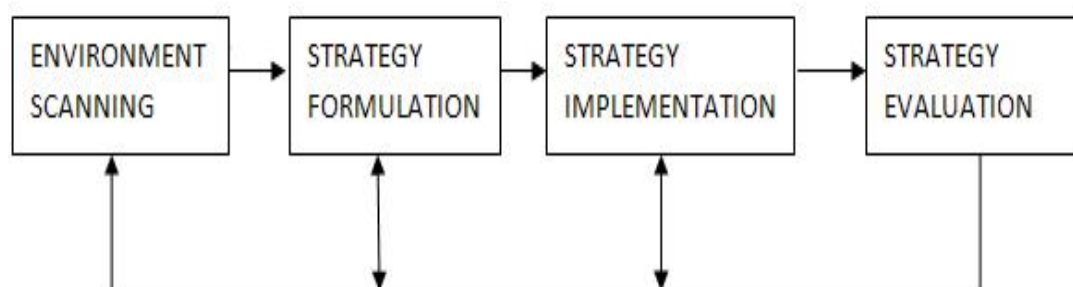 ENVIRONMENT
SCANNING
STRATEGY
FORMULATION
STRATEGY
IMPLEMENTATION
STRATEGY
EVALUATION